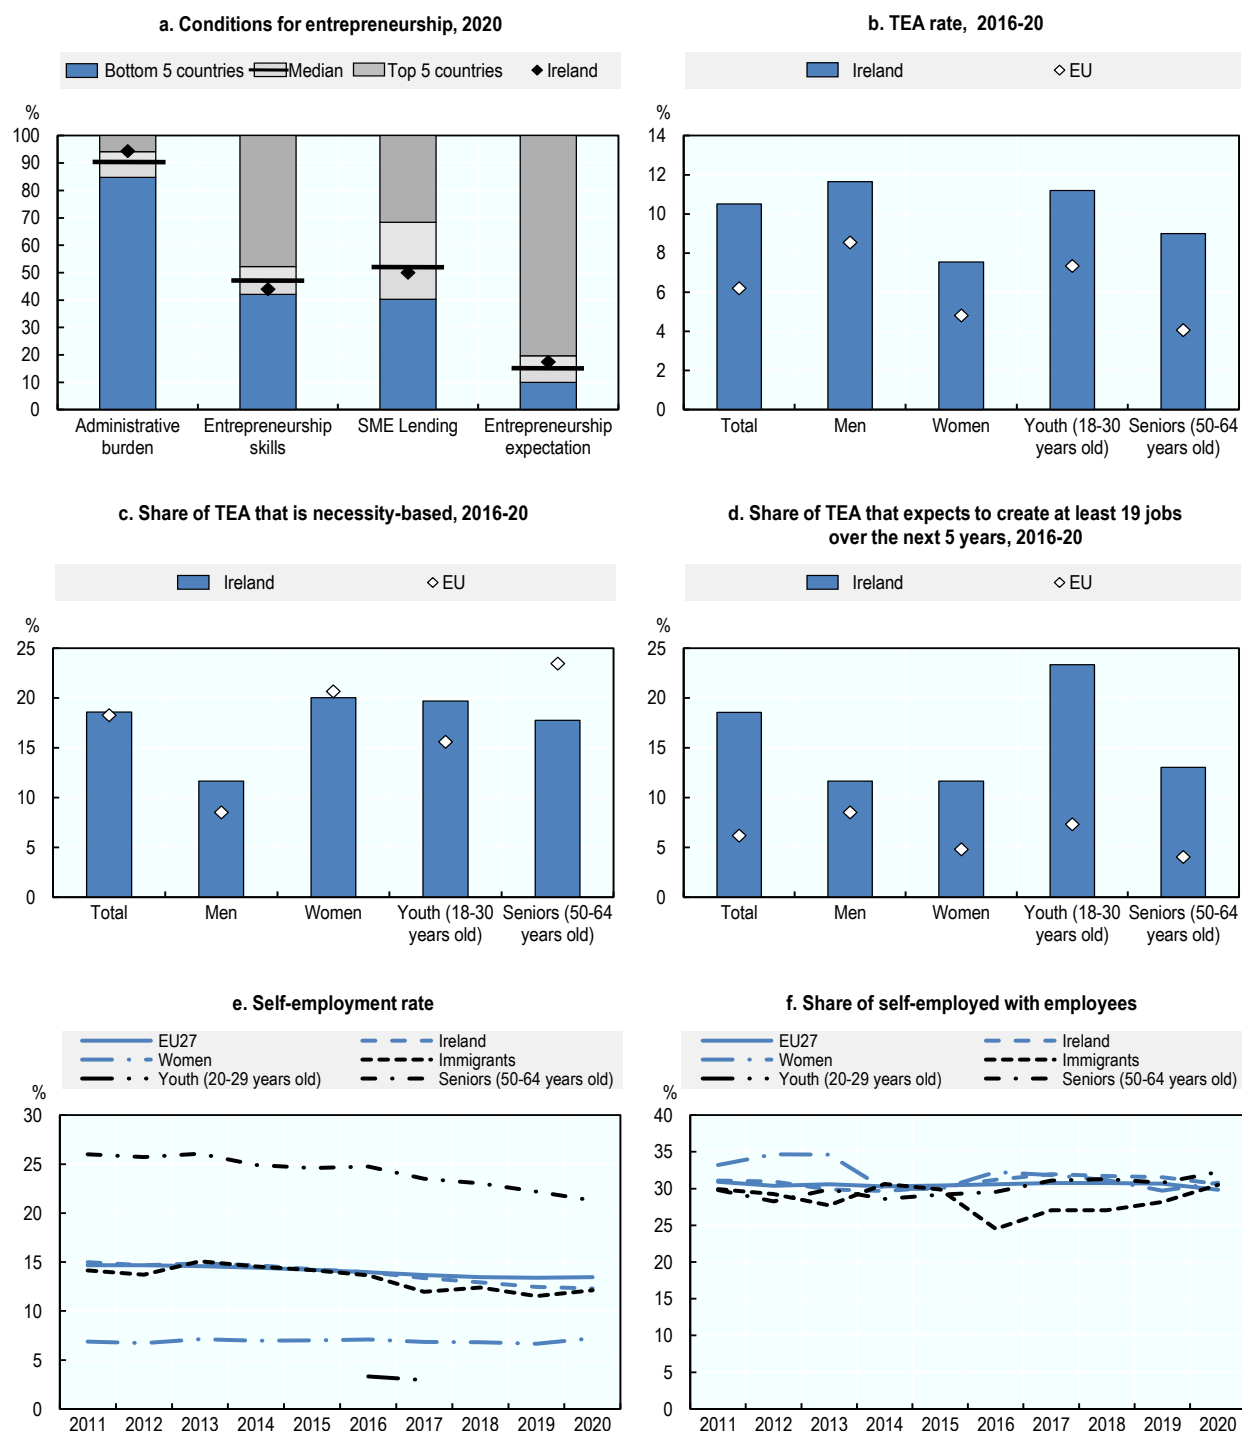 a. Conditions for entrepreneurship, 2020
Bottom 5 countries
Median
Top 5 countries
Ireland
%
100
90
80
70
60
50
40
30
20
10
0
Administrative
burden
Entrepreneurship
skills
SME Lending
Entrepreneurship
expectation
b. TEA rate, 2016-20
Ireland
EU
%
14
12
10
8
6
4
2
0
Total
Men
Women
Youth (18-30
years old)
Seniors (50-64
years old)
c. Share of TEA that is necessity-based, 2016-20
Ireland
EU
%
25
20
15
10
5
0
Total
Men
Women
Youth (18-30
years old)
Seniors (50-64
years old)
d. Share of TEA that expects to create at least 19 jobs
over the next 5 years, 2016-20
Ireland
EU
%
25
20
15
10
5
0
Total
Men
Women
Youth (18-30
years old)
Seniors (50-64
years old)
e. Self-employment rate
EU27
Ireland
Women
Immigrants
Youth (20-29 years old)
Seniors (50-64 years old)
%
30
25
20
15
10
5
0
2011 2012 2013 2014 2015 2016 2017 2018 2019 2020
f. Share of self-employed with employees
EU27
Ireland
Women
Immigrants
Youth (20-29 years old)
Seniors (50-64 years old)
%
40
35
30
25
20
15
10
5
0
2011 2012 2013 2014 2015 2016 2017 2018 2019 2020